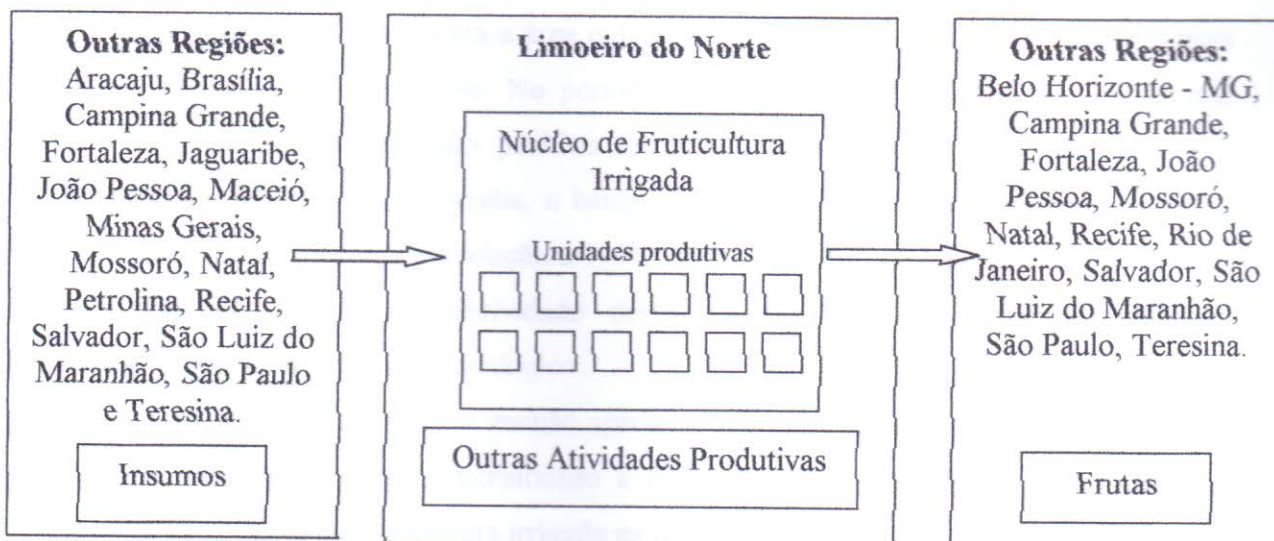 Outras Regiões:
Aracaju, Brasília,
Campina Grande,
Fortaleza, Jaguaribe,
João Pessoa, Maceió,
Minas Gerais,
Mossoró, Natal,
Petrolina, Recife,
Salvador, São Luiz do
Maranhão, São Paulo
e Teresina.
Insumos
Limoeiro do Norte
Núcleo de Fruticultura
Irrigada
Unidades produtivas
Outras Atividades Produtivas
Outras Regiões:
Belo Horizonte - MG,
Campina Grande,
Fortaleza, João
Pessoa, Mossoró,
Natal, Recife, Rio de
Janeiro, Salvador, São
Luiz do Maranhão,
São Paulo, Teresina.
Frutas